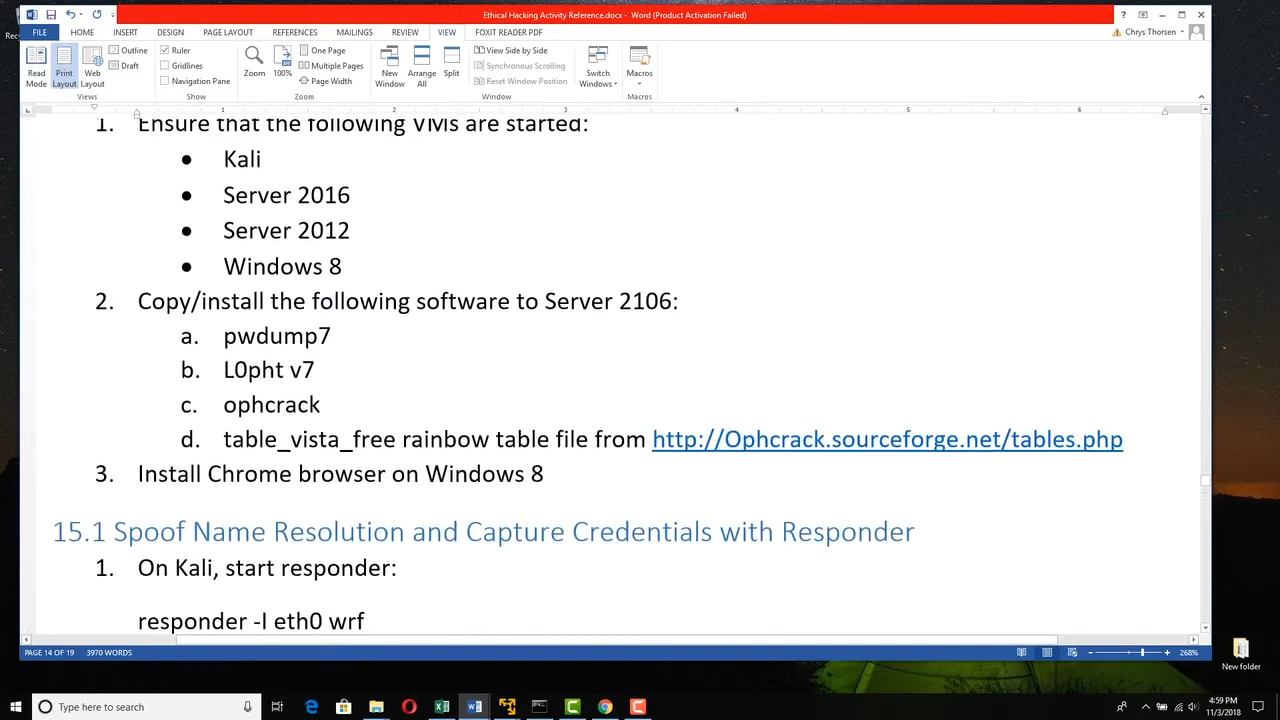 Ethical Hacking Activity Reference.docx - Word (Product Activation Failed)
FILE HOME INSERT DESIGN PAGE LAYOUT REFERENCES MAILINGS REVIEW VIEW FOXIT READER PDF Chrys Thorsen
Read Mode
Print Layout
Web Layout
Outline
Draft
Views
Ruler
Gridlines
Navigation Pane
Show
Zoom
100%
One Page
Multiple Pages
Page Width
Zoom
New Window
Arrange All
Split
View Side by Side
Synchronous Scrolling
Reset Window Position
Window
Switch Windows
Macros
Macros
1 2 3 4 5 6
1. Ensure that the following VMs are started:
• Kali
• Server 2016
• Server 2012
• Windows 8
2. Copy/install the following software to Server 2106:
a. pwdump7
b. L0pht v7
c. ophcrack
d. table_vista_free rainbow table file from http://Ophcrack.sourceforge.net/tables.php
3. Install Chrome browser on Windows 8
15.1 Spoof Name Resolution and Capture Credentials with Responder
1. On Kali, start responder:
responder -I eth0 wrf
PAGE 14 OF 19 3970 WORDS 268%
New folder
Type here to search
4:59 PM
11/3/2018